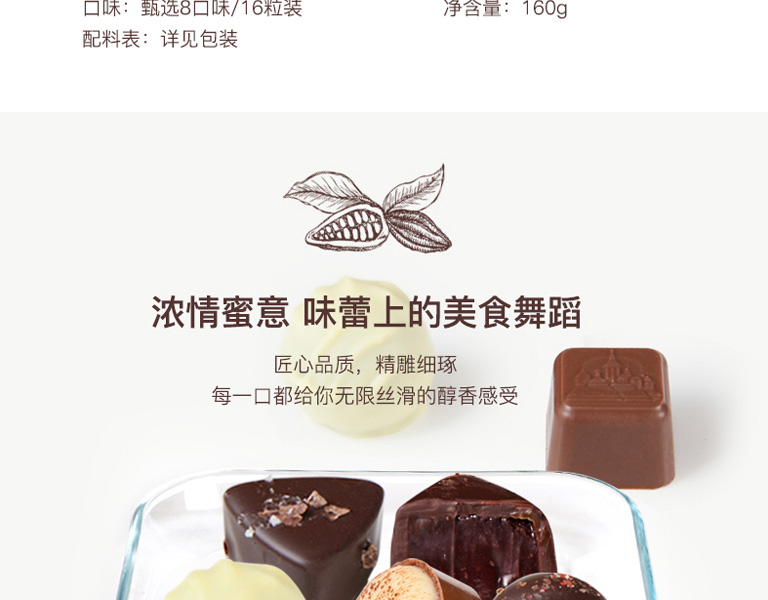 口味：甄选8口味/16粒装
净含量：160g
配料表：详见包装
浓情蜜意 味蕾上的美食舞蹈
匠心品质，精雕细琢
每一口都给你无限丝滑的醇香感受